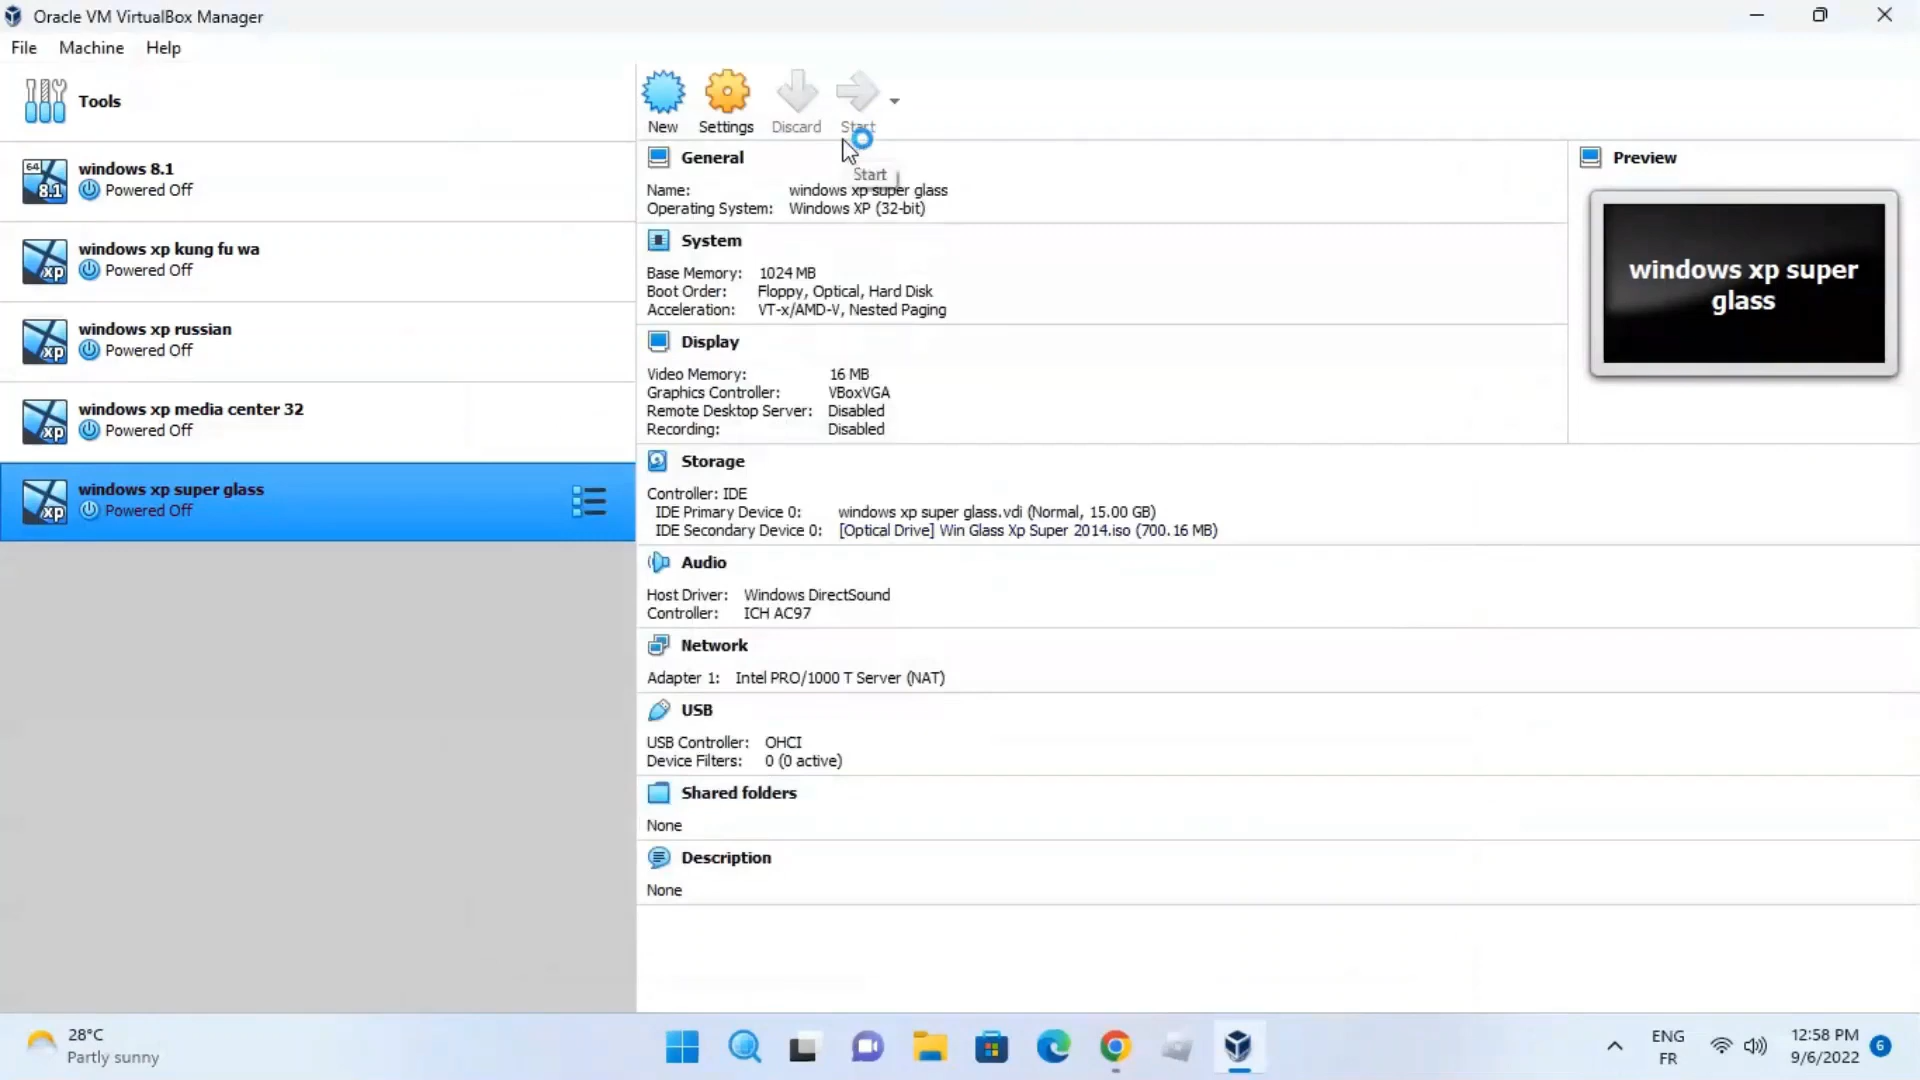 Oracle VM VirtualBox Manager
File Machine Help
Tools
New Settings Discard Start
Start
64
8.1
windows 8.1
Powered Off
xp
windows xp kung fu wa
Powered Off
xp
windows xp russian
Powered Off
xp
windows xp media center 32
Powered Off
xp
windows xp super glass
Powered Off
General
Name: windows xp super glass
Operating System: Windows XP (32-bit)
System
Base Memory: 1024 MB
Boot Order: Floppy, Optical, Hard Disk
Acceleration: VT-x/AMD-V, Nested Paging
Display
Video Memory: 16 MB
Graphics Controller: VBoxVGA
Remote Desktop Server: Disabled
Recording: Disabled
Storage
Controller: IDE
IDE Primary Device 0: windows xp super glass.vdi (Normal, 15.00 GB)
IDE Secondary Device 0: [Optical Drive] Win Glass Xp Super 2014.iso (700.16 MB)
Audio
Host Driver: Windows DirectSound
Controller: ICH AC97
Network
Adapter 1: Intel PRO/1000 T Server (NAT)
USB
USB Controller: OHCI
Device Filters: 0 (0 active)
Shared folders
None
Description
None
Preview
windows xp super
glass
28°C
Partly sunny
ENG
FR
12:58 PM
9/6/2022
6